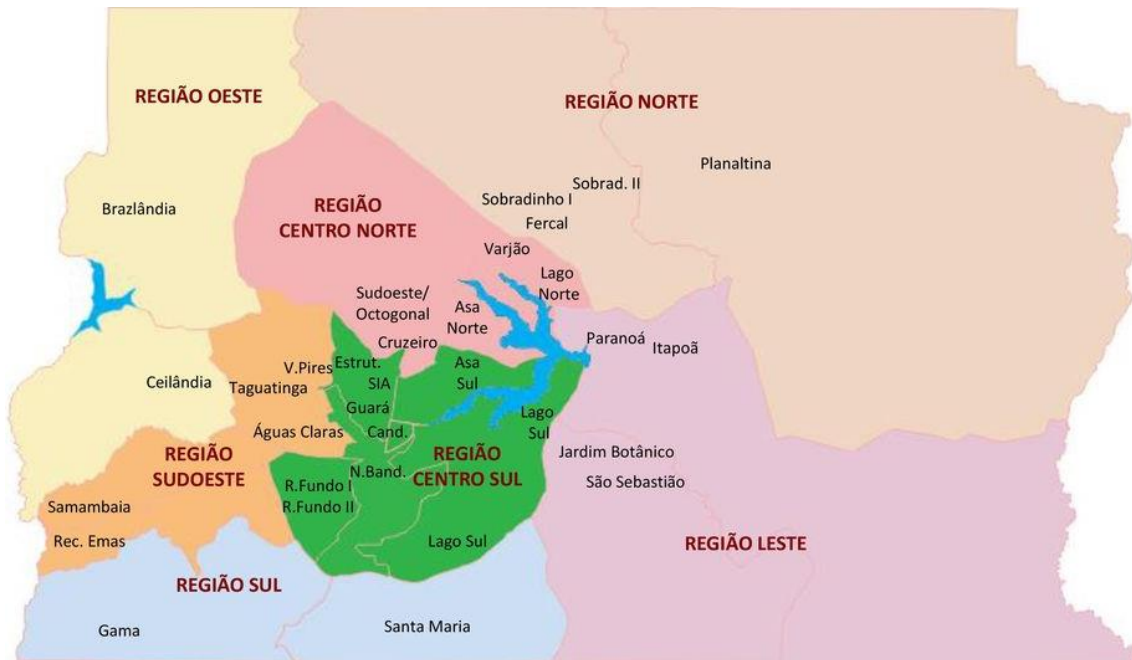 REGIÃO OESTE
REGIÃO NORTE
Planaltina
Sobrad. II
Sobradinho I
Fercal
Brazlândia
REGIÃO
CENTRO NORTE
Varjão
Lago
Norte
Sudoeste/
Octogonal
Asa
Norte
Cruzeiro
Paranoá
Itapoã
V.Pires
Estrut.
SIA
Asa
Sul
Ceilândia
Taguatinga
Guará
Lago
Sul
Águas Claras
Cand.
REGIÃO
SUDOESTE
N.Band.
REGIÃO
CENTRO SUL
Jardim Botânico
São Sebastião
R.Fundo I
R.Fundo II
Samambaia
Rec. Emas
Lago Sul
REGIÃO LESTE
REGIÃO SUL
Gama
Santa Maria